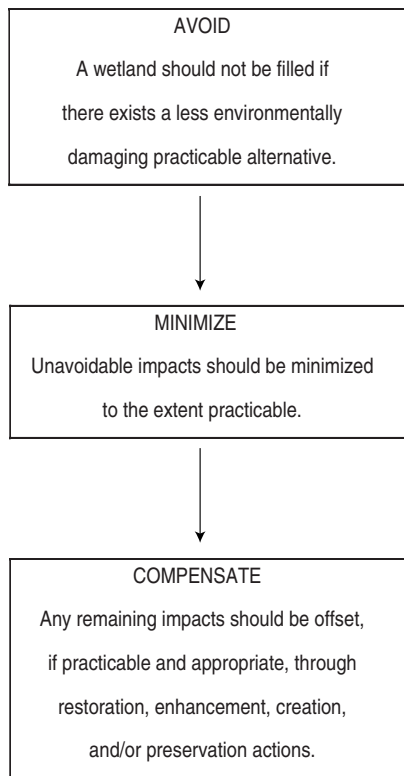 AVOID
A wetland should not be filled if
there exists a less environmentally
damaging practicable alternative.
MINIMIZE
Unavoidable impacts should be minimized
to the extent practicable.
COMPENSATE
Any remaining impacts should be offset,
if practicable and appropriate, through
restoration, enhancement, creation,
and/or preservation actions.